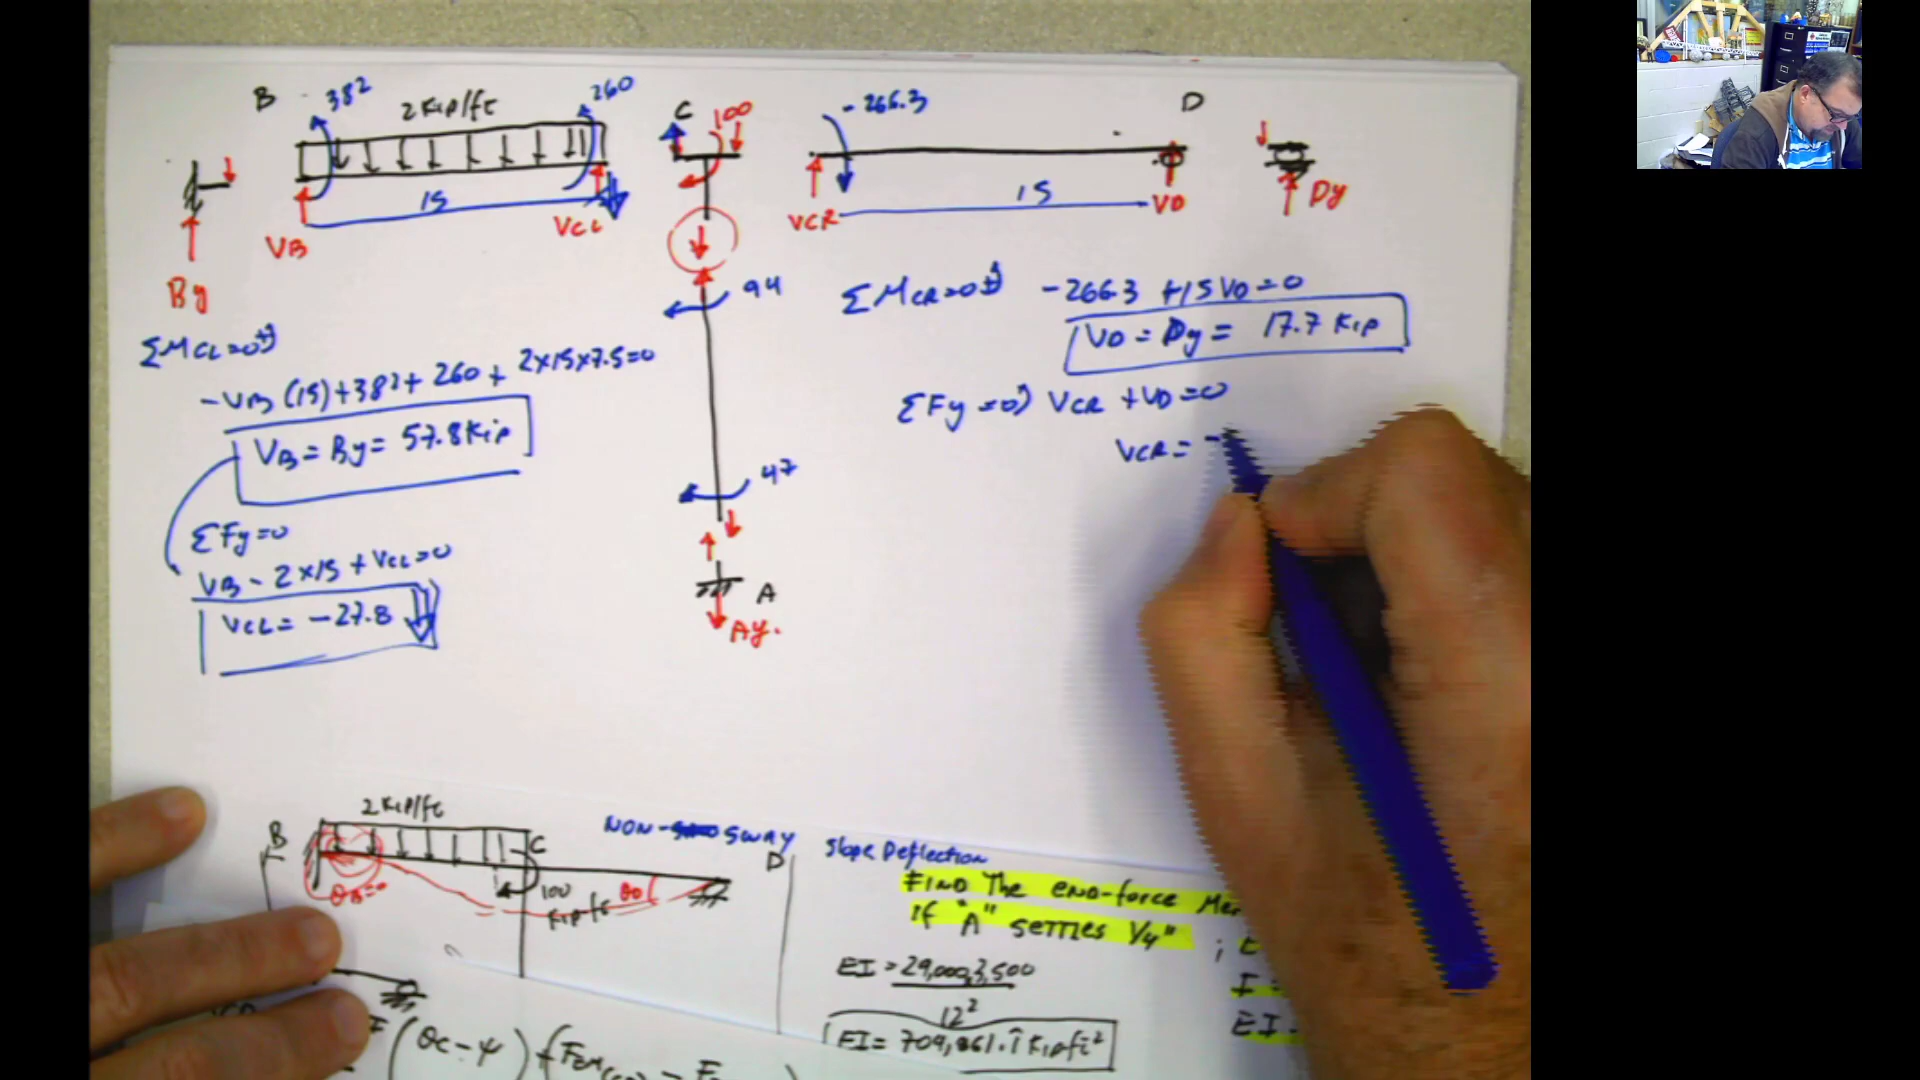 B
382
2 Kip/ft
260
C
100
-266.3
D
15
15
VB
VCL
VCR
VD
Dy
By
94
ΣMCL=0
-VB (15)+382+ 260 + 2x15x7.5=0
VB = By = 57.8 Kip
ΣFy=0
VB - 2x15 + VCL=0
VCL = -27.8
47
A
Ay.
ΣMCR=0 -266.3 +15VD=0
VD = Dy = 17.7 Kip
ΣFy=0 VCR +VD=0
VCR = -
2 Kip/ft
B
C
NON-SWAY
D
θB=0
100
Kip-ft
θD
Slope Deflection
FIND The END-force
If "A" settles 1/4"
EI = 29,000,3,500
12²
EI= 704,861.1 Kipft²
I =
EI
(θC-ψ)